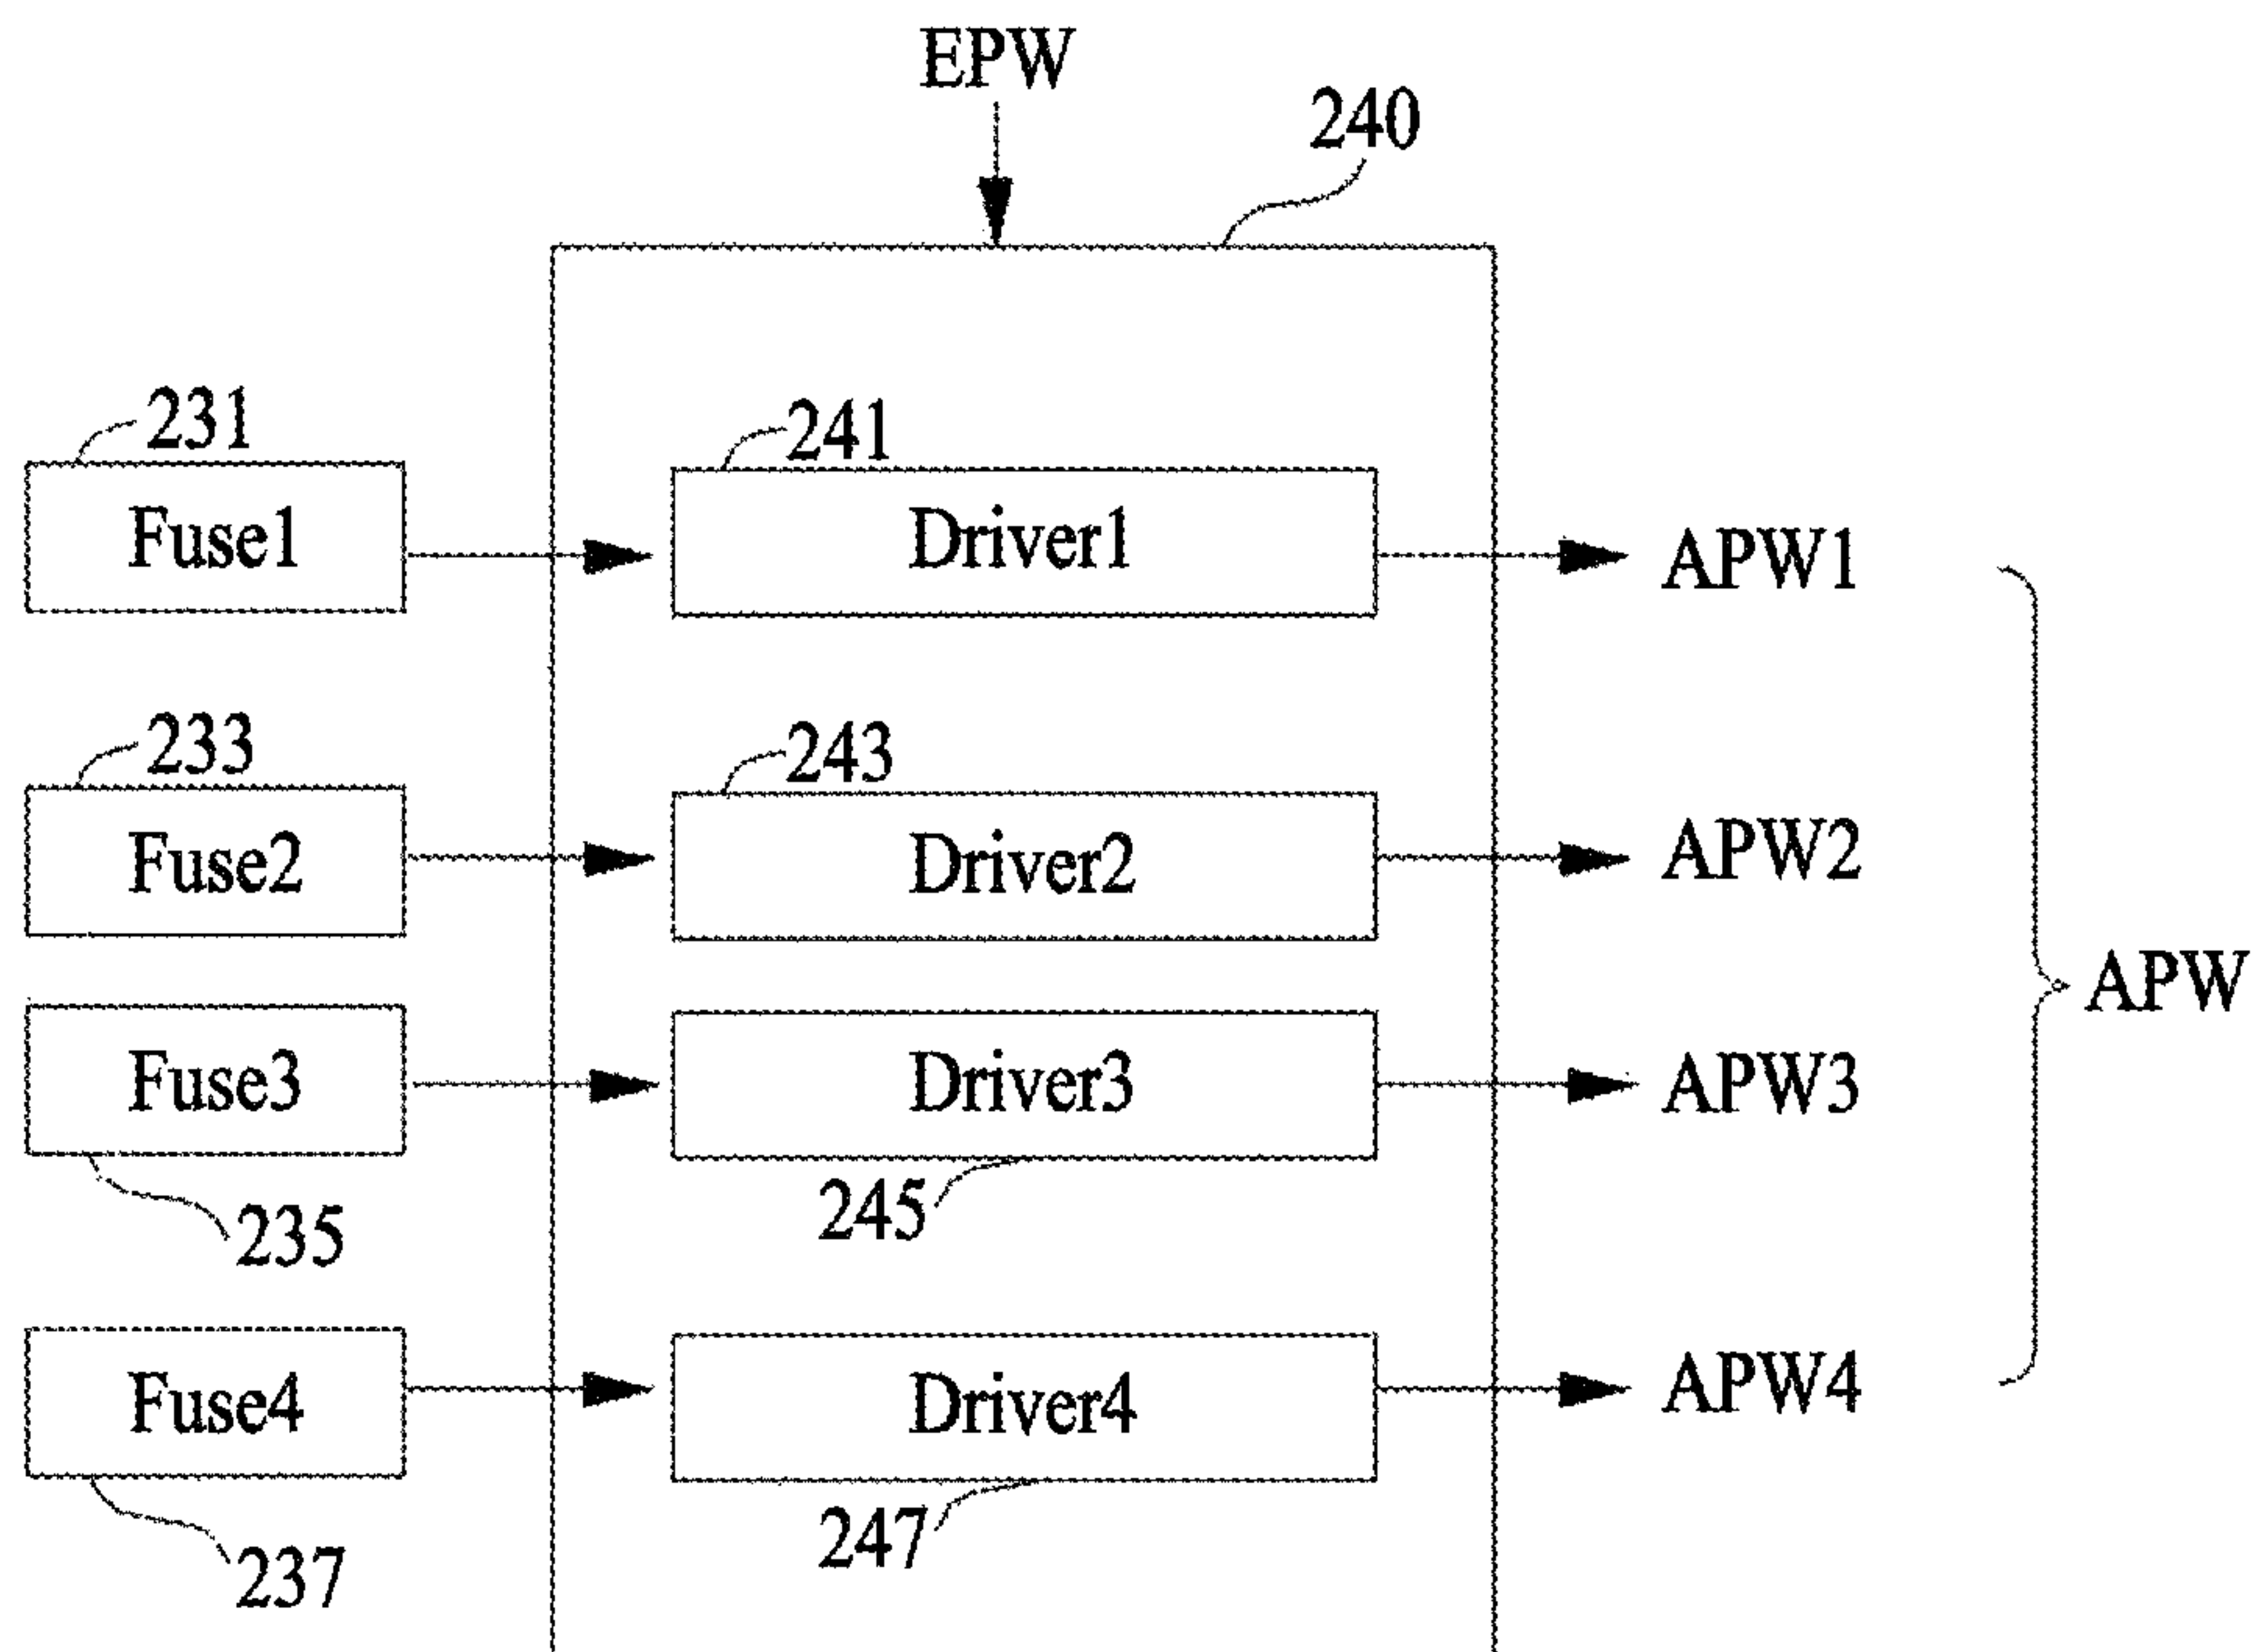 EPW
240
231
241
Fuse1
Driver1
APW1
233
243
Fuse2
Driver2
APW2
APW
Fuse3
Driver3
APW3
235
245
Fuse4
Driver4
APW4
237
247